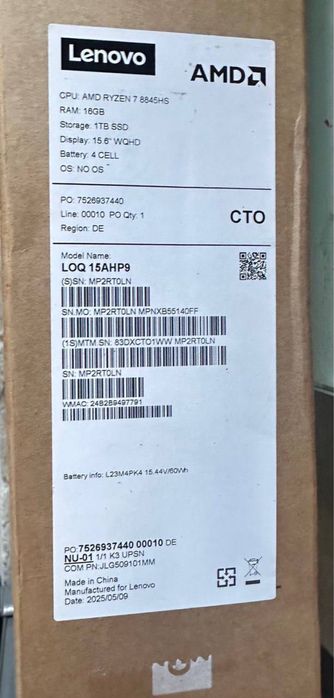 Lenovo
AMD
CPU: AMD RYZEN 7 8845HS
RAM: 16GB
Storage: 1TB SSD
Display: 15.6" WQHD
Battery: 4 CELL
OS: NO OS
PO: 7526937440
Line: 00010 PO Qty: 1
CTO
Region: DE
Model Name:
LOQ 15AHP9
(S)SN: MP2RT0LN
SN.MO: MP2RT0LN MPNXB55140FF
(1S)MTM.SN: 83DXCTO1WW MP2RT0LN
SN: MP2RT0LN
WMAC: 24B2B9497791
Battery info: L23M4PK4 15.44V/60Wh
PO:7526937440 00010 DE
NU-01 1/1 K3 UPSN
COM PN:JLG509101MM
Made in China
Manufactured for Lenovo
Date: 2025/05/09